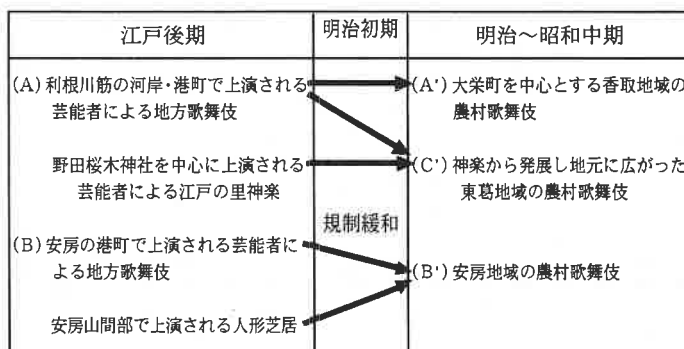 江戸後期
明治初期
明治～昭和中期
(A)利根川筋の河岸・港町で上演される
芸能者による地方歌舞伎
野田桜木神社を中心に上演される
芸能者による江戸の里神楽
(B)安房の港町で上演される芸能者に
よる地方歌舞伎
安房山間部で上演される人形芝居
規制緩和
(A')大栄町を中心とする香取地域の
農村歌舞伎
(C')神楽から発展し地元に広がった
東葛地域の農村歌舞伎
(B')安房地域の農村歌舞伎